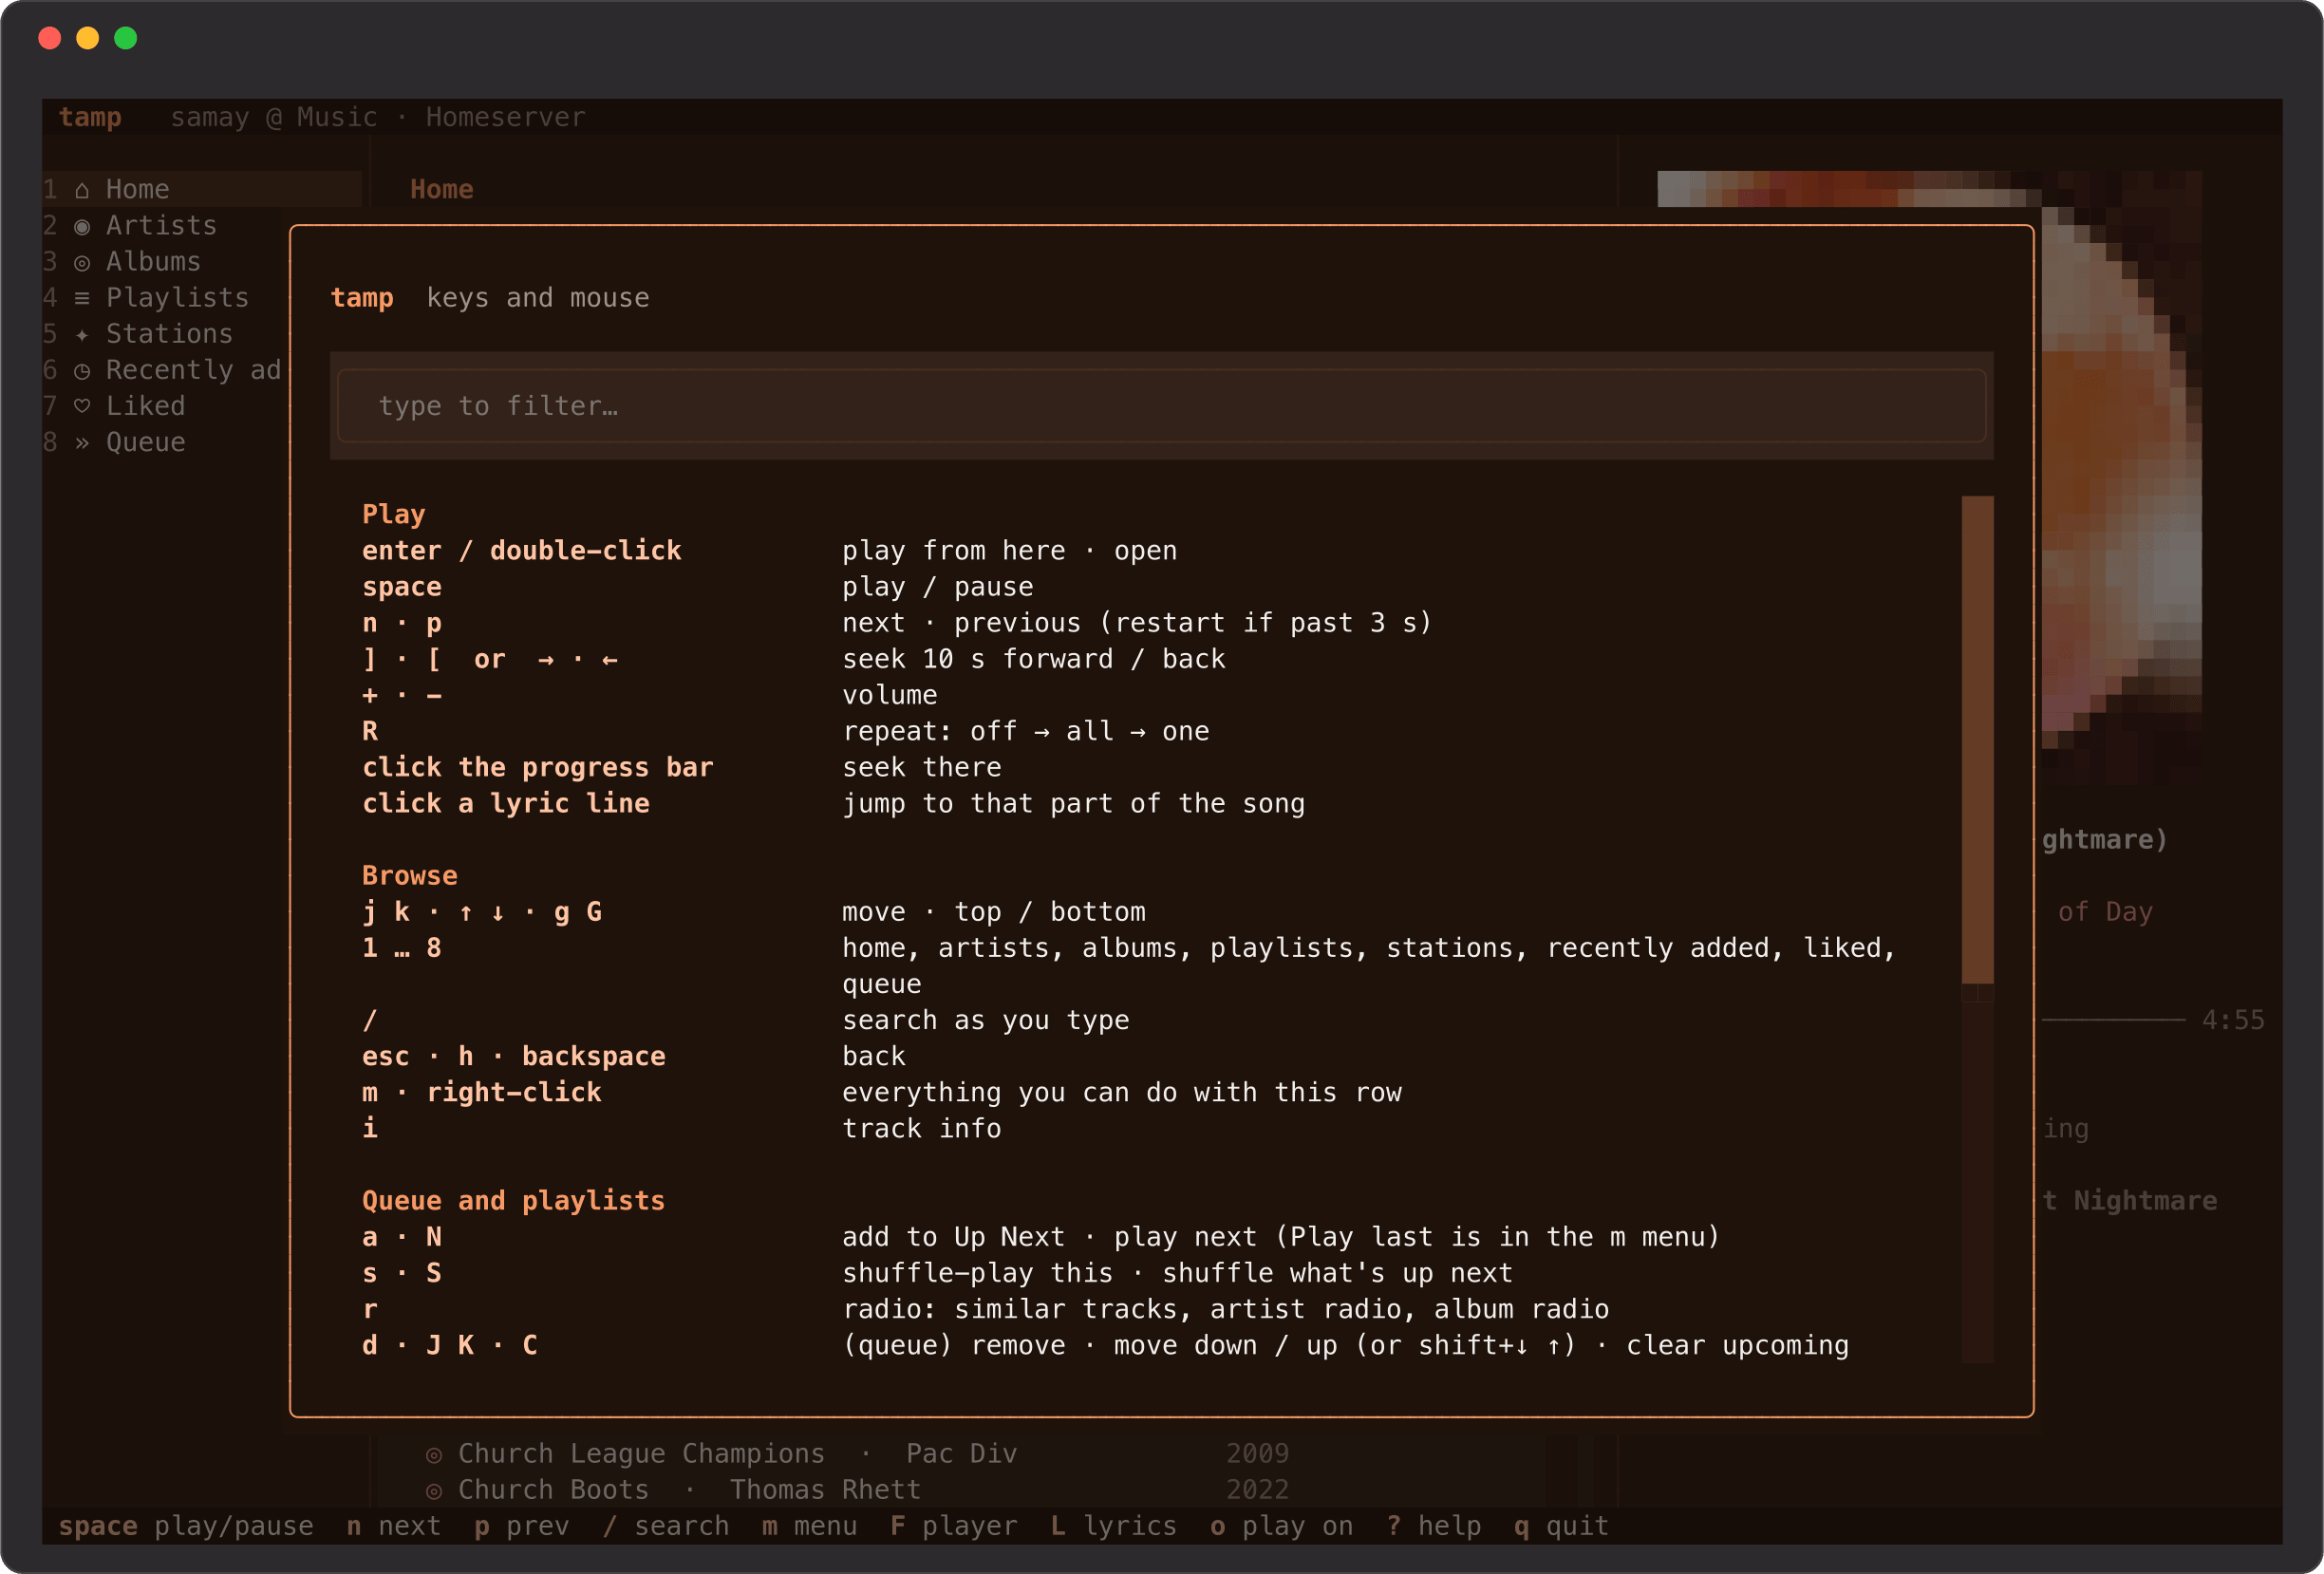 tamp   samay @ Music · Homeserver
1 ⌂ Home
2 ◉ Artists
3 ◎ Albums
4 ≡ Playlists
5 ✦ Stations
6 ◷ Recently ad
7 ♡ Liked
8 » Queue
Home
tamp  keys and mouse
type to filter…
Play
enter / double-click   play from here · open
space   play / pause
n · p   next · previous (restart if past 3 s)
] · [  or  → · ←   seek 10 s forward / back
+ · -   volume
R   repeat: off → all → one
click the progress bar   seek there
click a lyric line   jump to that part of the song
Browse
j k · ↑ ↓ · g G   move · top / bottom
1 … 8   home, artists, albums, playlists, stations, recently added, liked,
queue
/   search as you type
esc · h · backspace   back
m · right-click   everything you can do with this row
i   track info
Queue and playlists
a · N   add to Up Next · play next (Play last is in the m menu)
s · S   shuffle-play this · shuffle what's up next
r   radio: similar tracks, artist radio, album radio
d · J K · C   (queue) remove · move down / up (or shift+↓ ↑) · clear upcoming
ghtmare)
of Day
4:55
ing
t Nightmare
◎ Church League Champions  ·  Pac Div   2009
◎ Church Boots  ·  Thomas Rhett   2022
space play/pause  n next  p prev  / search  m menu  F player  L lyrics  o play on  ? help  q quit